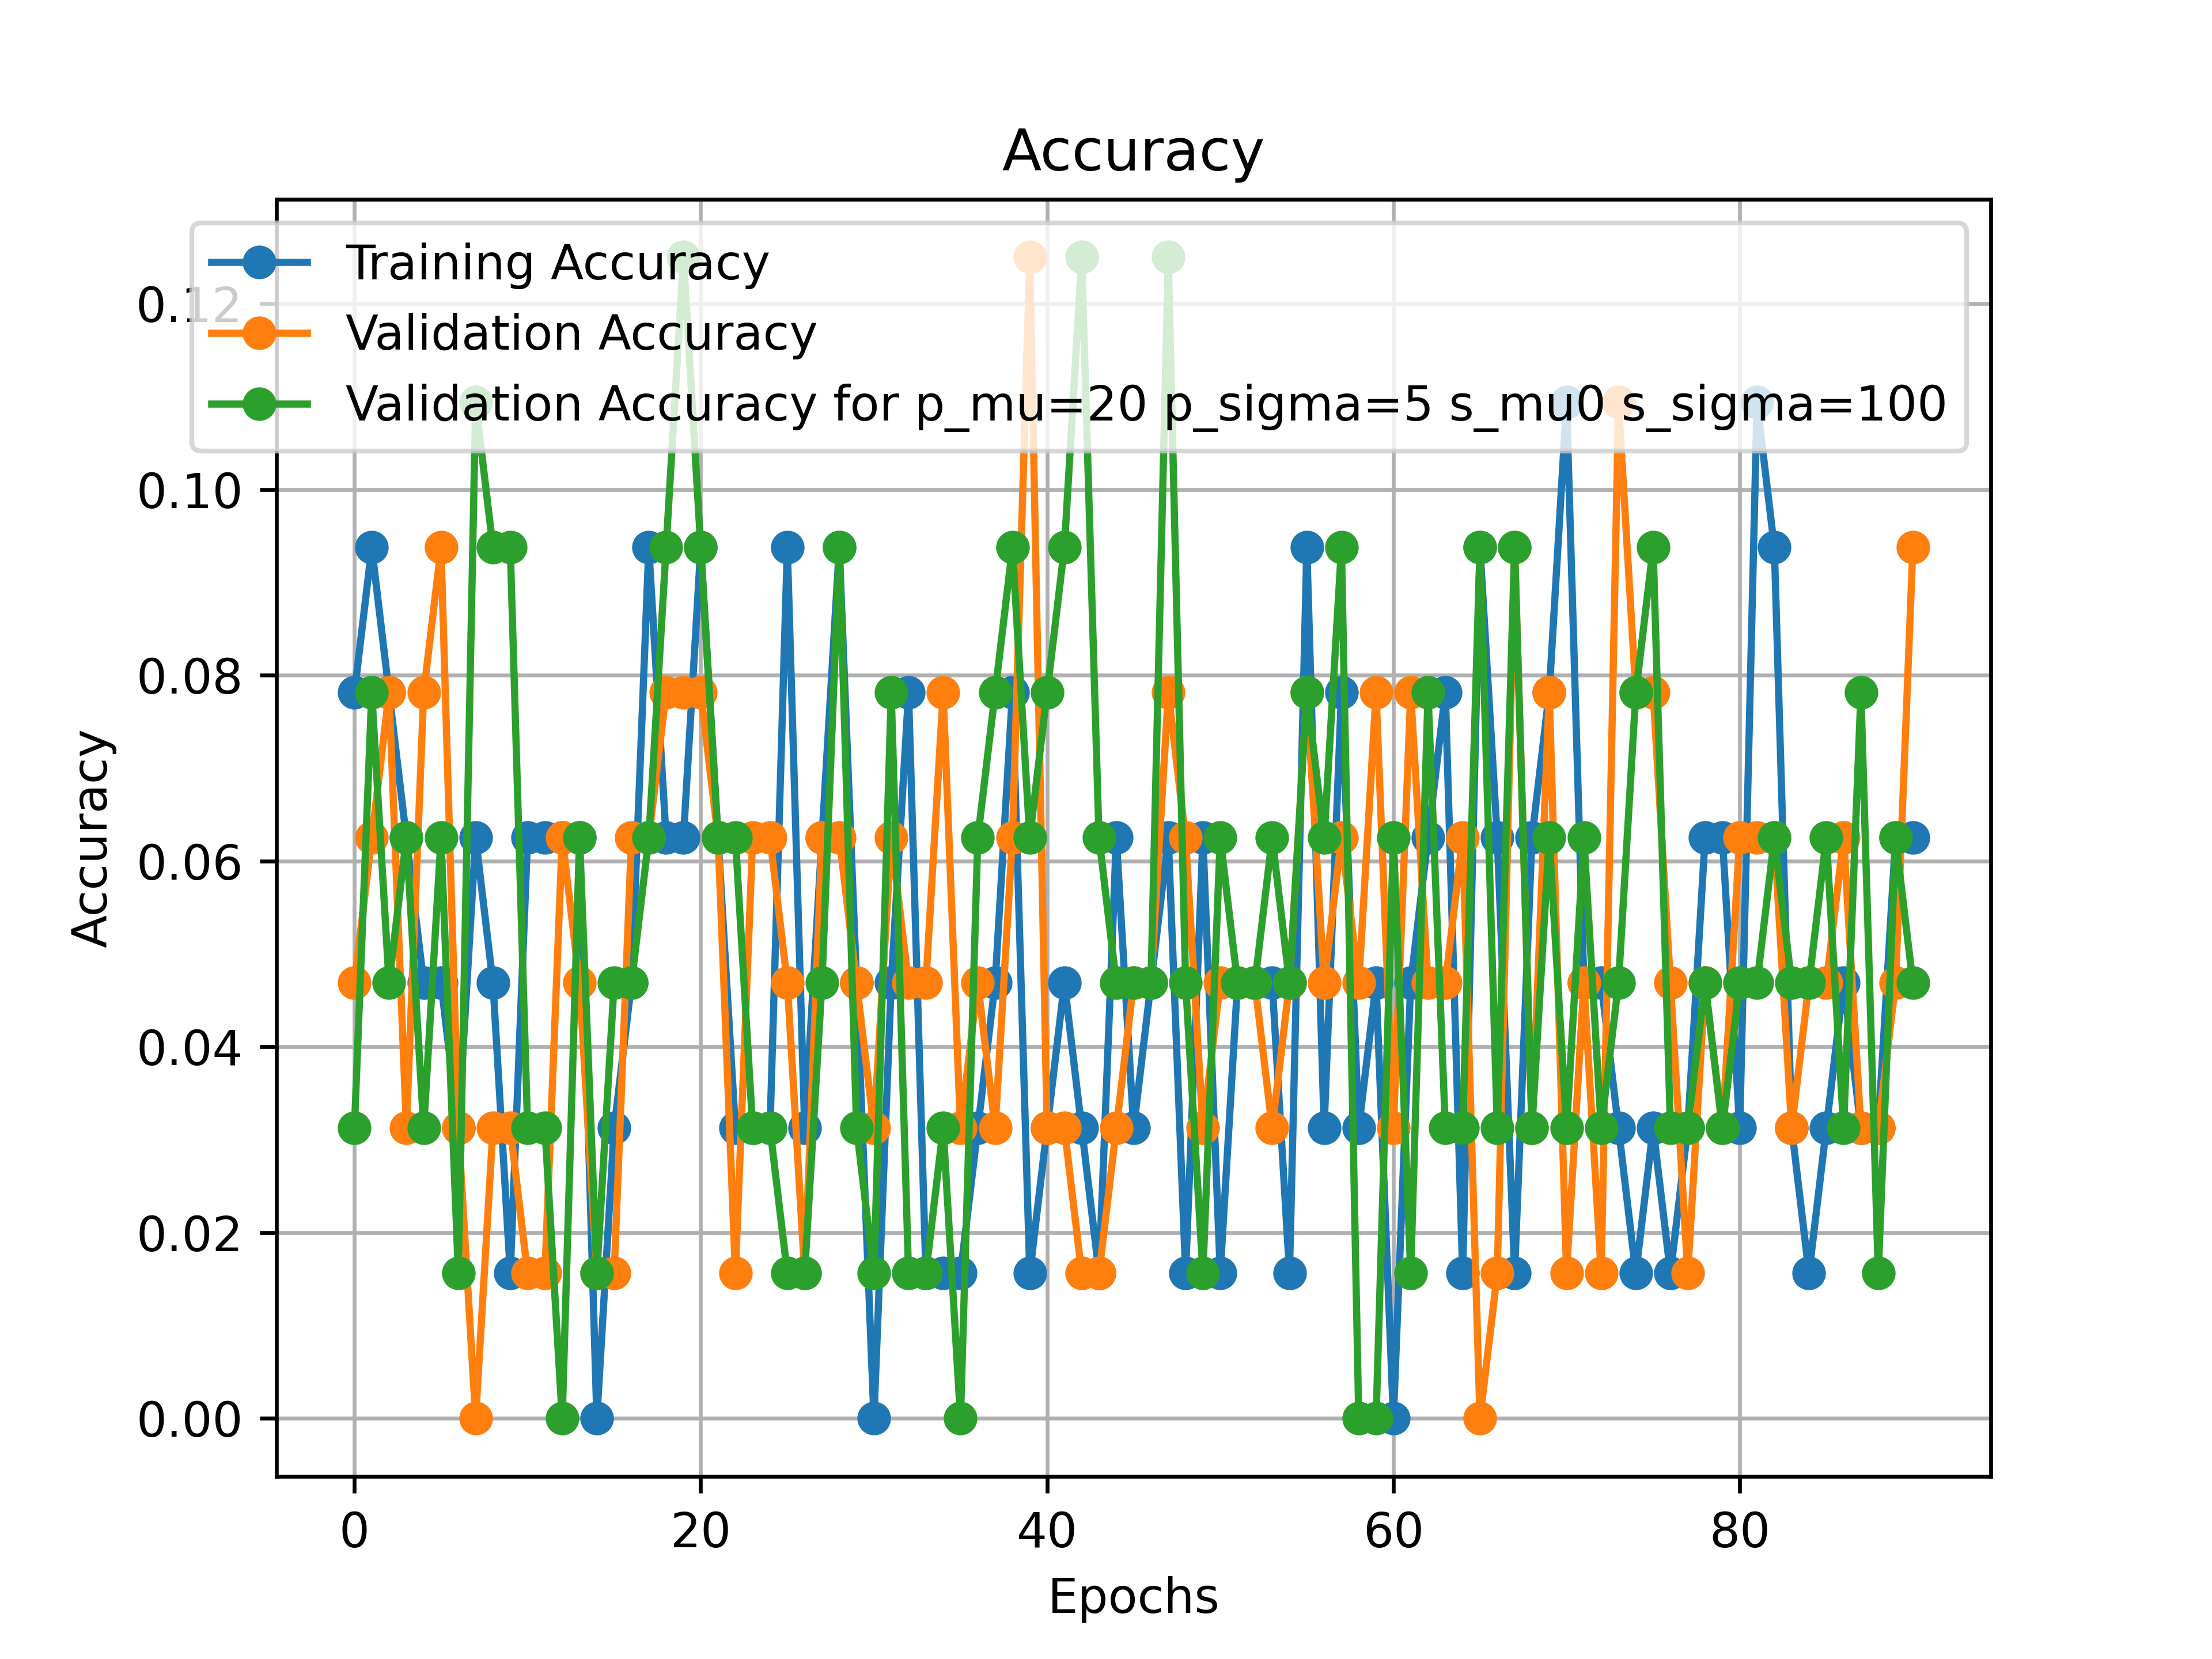 Accuracy
Training Accuracy
Validation Accuracy
Validation Accuracy for p_mu=20 p_sigma=5 s_mu0 s_sigma=100
0.12
0.10
0.08
0.06
0.04
0.02
0.00
Accuracy
0 20 40 60 80
Epochs